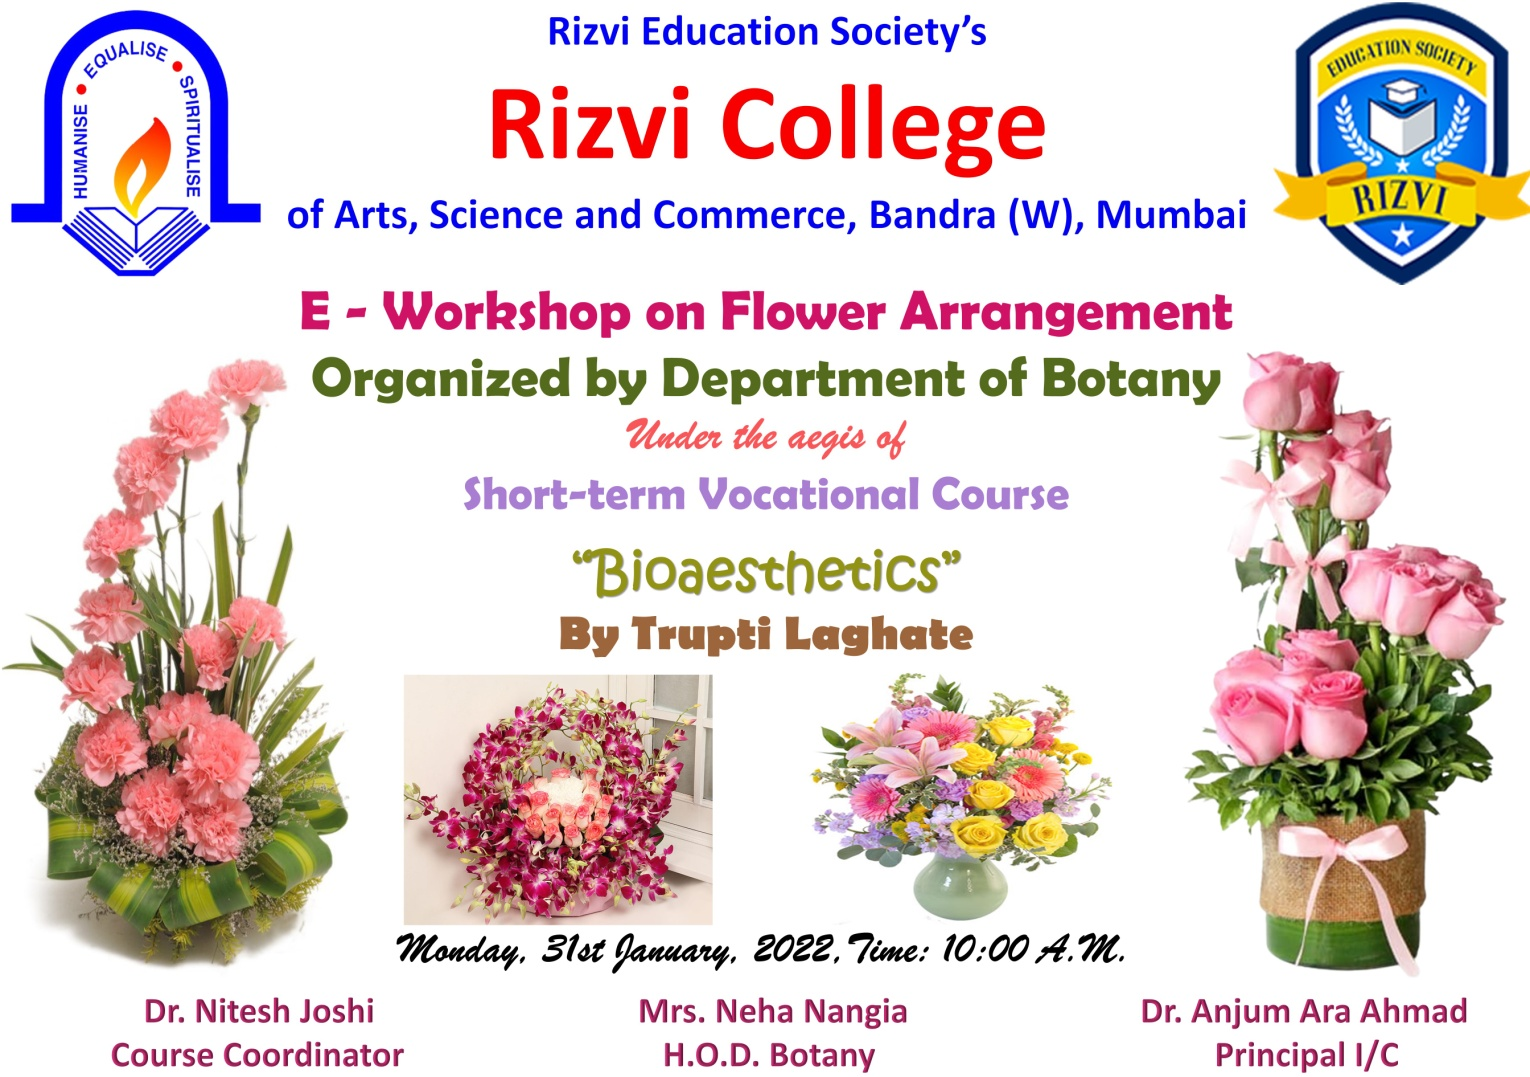 HUMANISE • EQUALISE • SPIRITUALISE
Rizvi Education Society’s
Rizvi College
of Arts, Science and Commerce, Bandra (W), Mumbai
EDUCATION SOCIETY
RIZVI
E - Workshop on Flower Arrangement
Organized by Department of Botany
Under the aegis of
Short-term Vocational Course
“Bioaesthetics”
By Trupti Laghate
Monday, 31st January, 2022, Time: 10:00 A.M.
Dr. Nitesh Joshi
Course Coordinator
Mrs. Neha Nangia
H.O.D. Botany
Dr. Anjum Ara Ahmad
Principal I/C